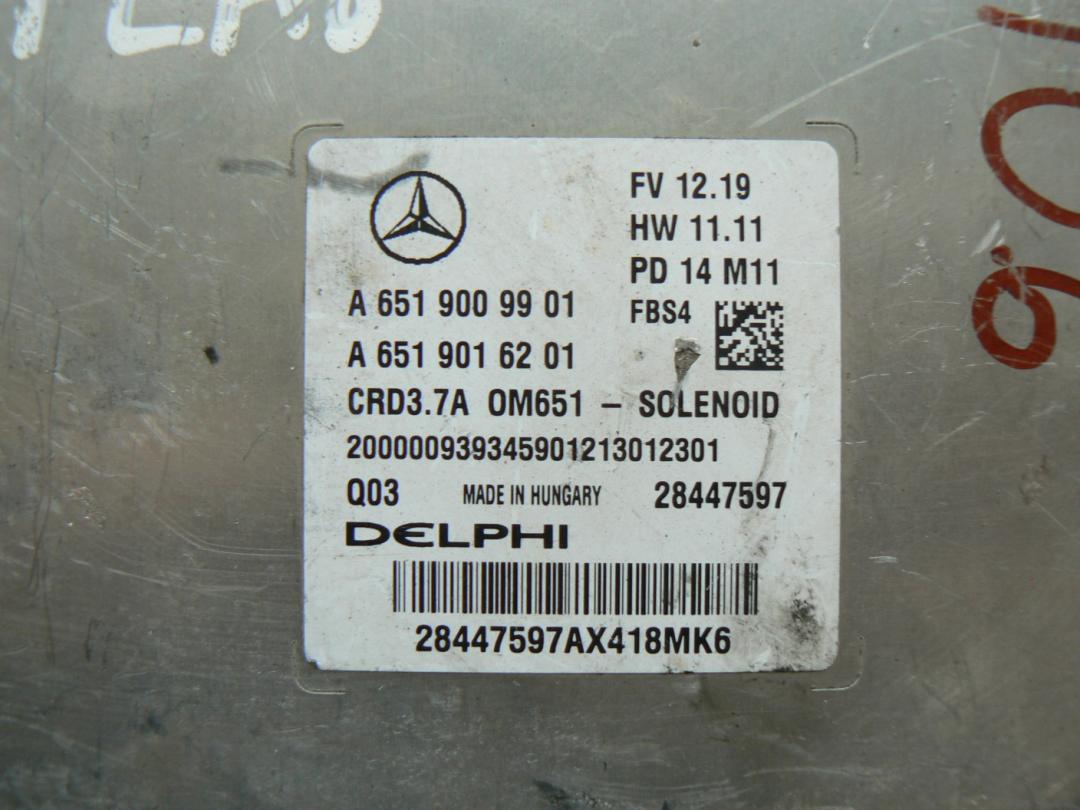 FV 12.19
HW 11.11
PD 14 M11
FBS4
A 651 900 99 01
A 651 901 62 01
CRD3.7A OM651 – SOLENOID
200000939345901213012301
Q03 MADE IN HUNGARY 28447597
DELPHI
28447597AX418MK6